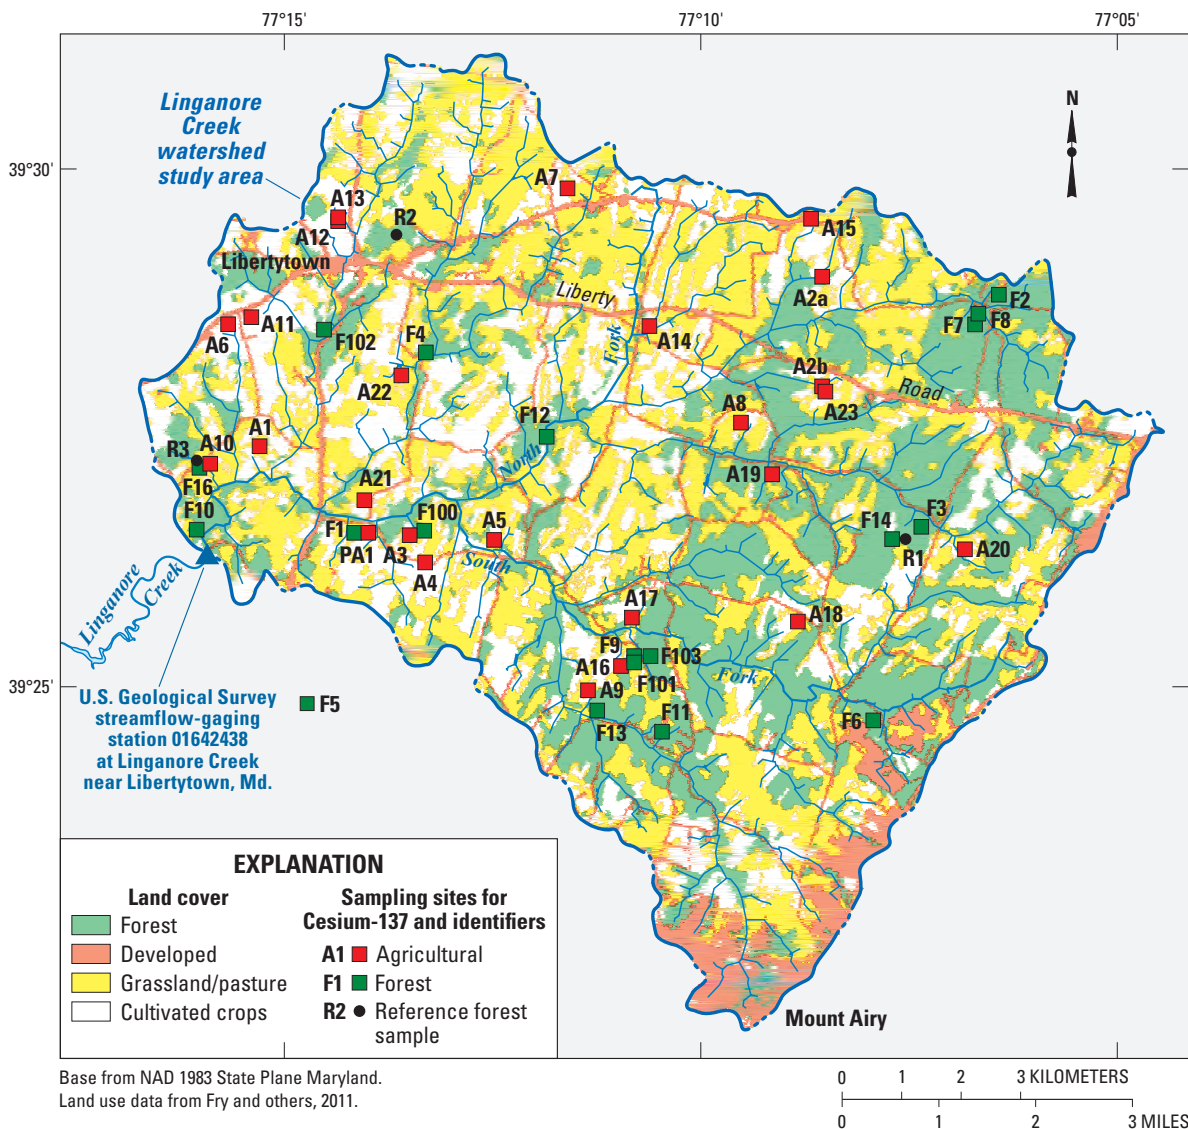 77°15'
77°10'
77°05'
39°30'
39°25'
Linganore
Creek
watershed
study area
N
A7
A13
R2
A12
A15
Libertytown
A2a
Liberty
F2
A11
A6
F102
F4
Fork
A14
F7
F8
A22
A2b
Road
A23
F12
A8
A1
R3
A10
North
A19
F16
A21
F10
F100
A5
F3
F14
F1
PA1
A3
R1
A20
A4
South
Linganore
Creek
A17
A18
F9
F103
A16
F101
Fork
A9
F11
F13
F6
U.S. Geological Survey
streamflow-gaging
station 01642438
at Linganore Creek
near Libertytown, Md.
F5
Mount Airy
EXPLANATION
Land cover
Forest
Developed
Grassland/pasture
Cultivated crops
Sampling sites for
Cesium-137 and identifiers
A1 Agricultural
F1 Forest
R2 Reference forest
sample
Base from NAD 1983 State Plane Maryland.
Land use data from Fry and others, 2011.
0 1 2 3 KILOMETERS
0 1 2 3 MILES